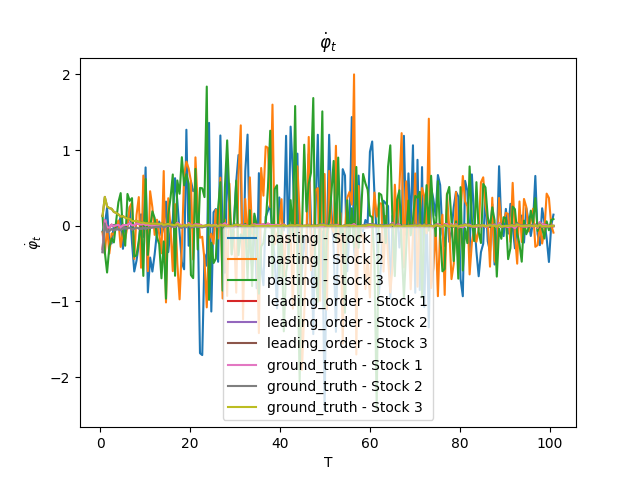 φ̇ₜ
2
1
0
−1
−2
φ̇ₜ
pasting - Stock 1
pasting - Stock 2
pasting - Stock 3
leading_order - Stock 1
leading_order - Stock 2
leading_order - Stock 3
ground_truth - Stock 1
ground_truth - Stock 2
ground_truth - Stock 3
0 20 40 60 80 100
T